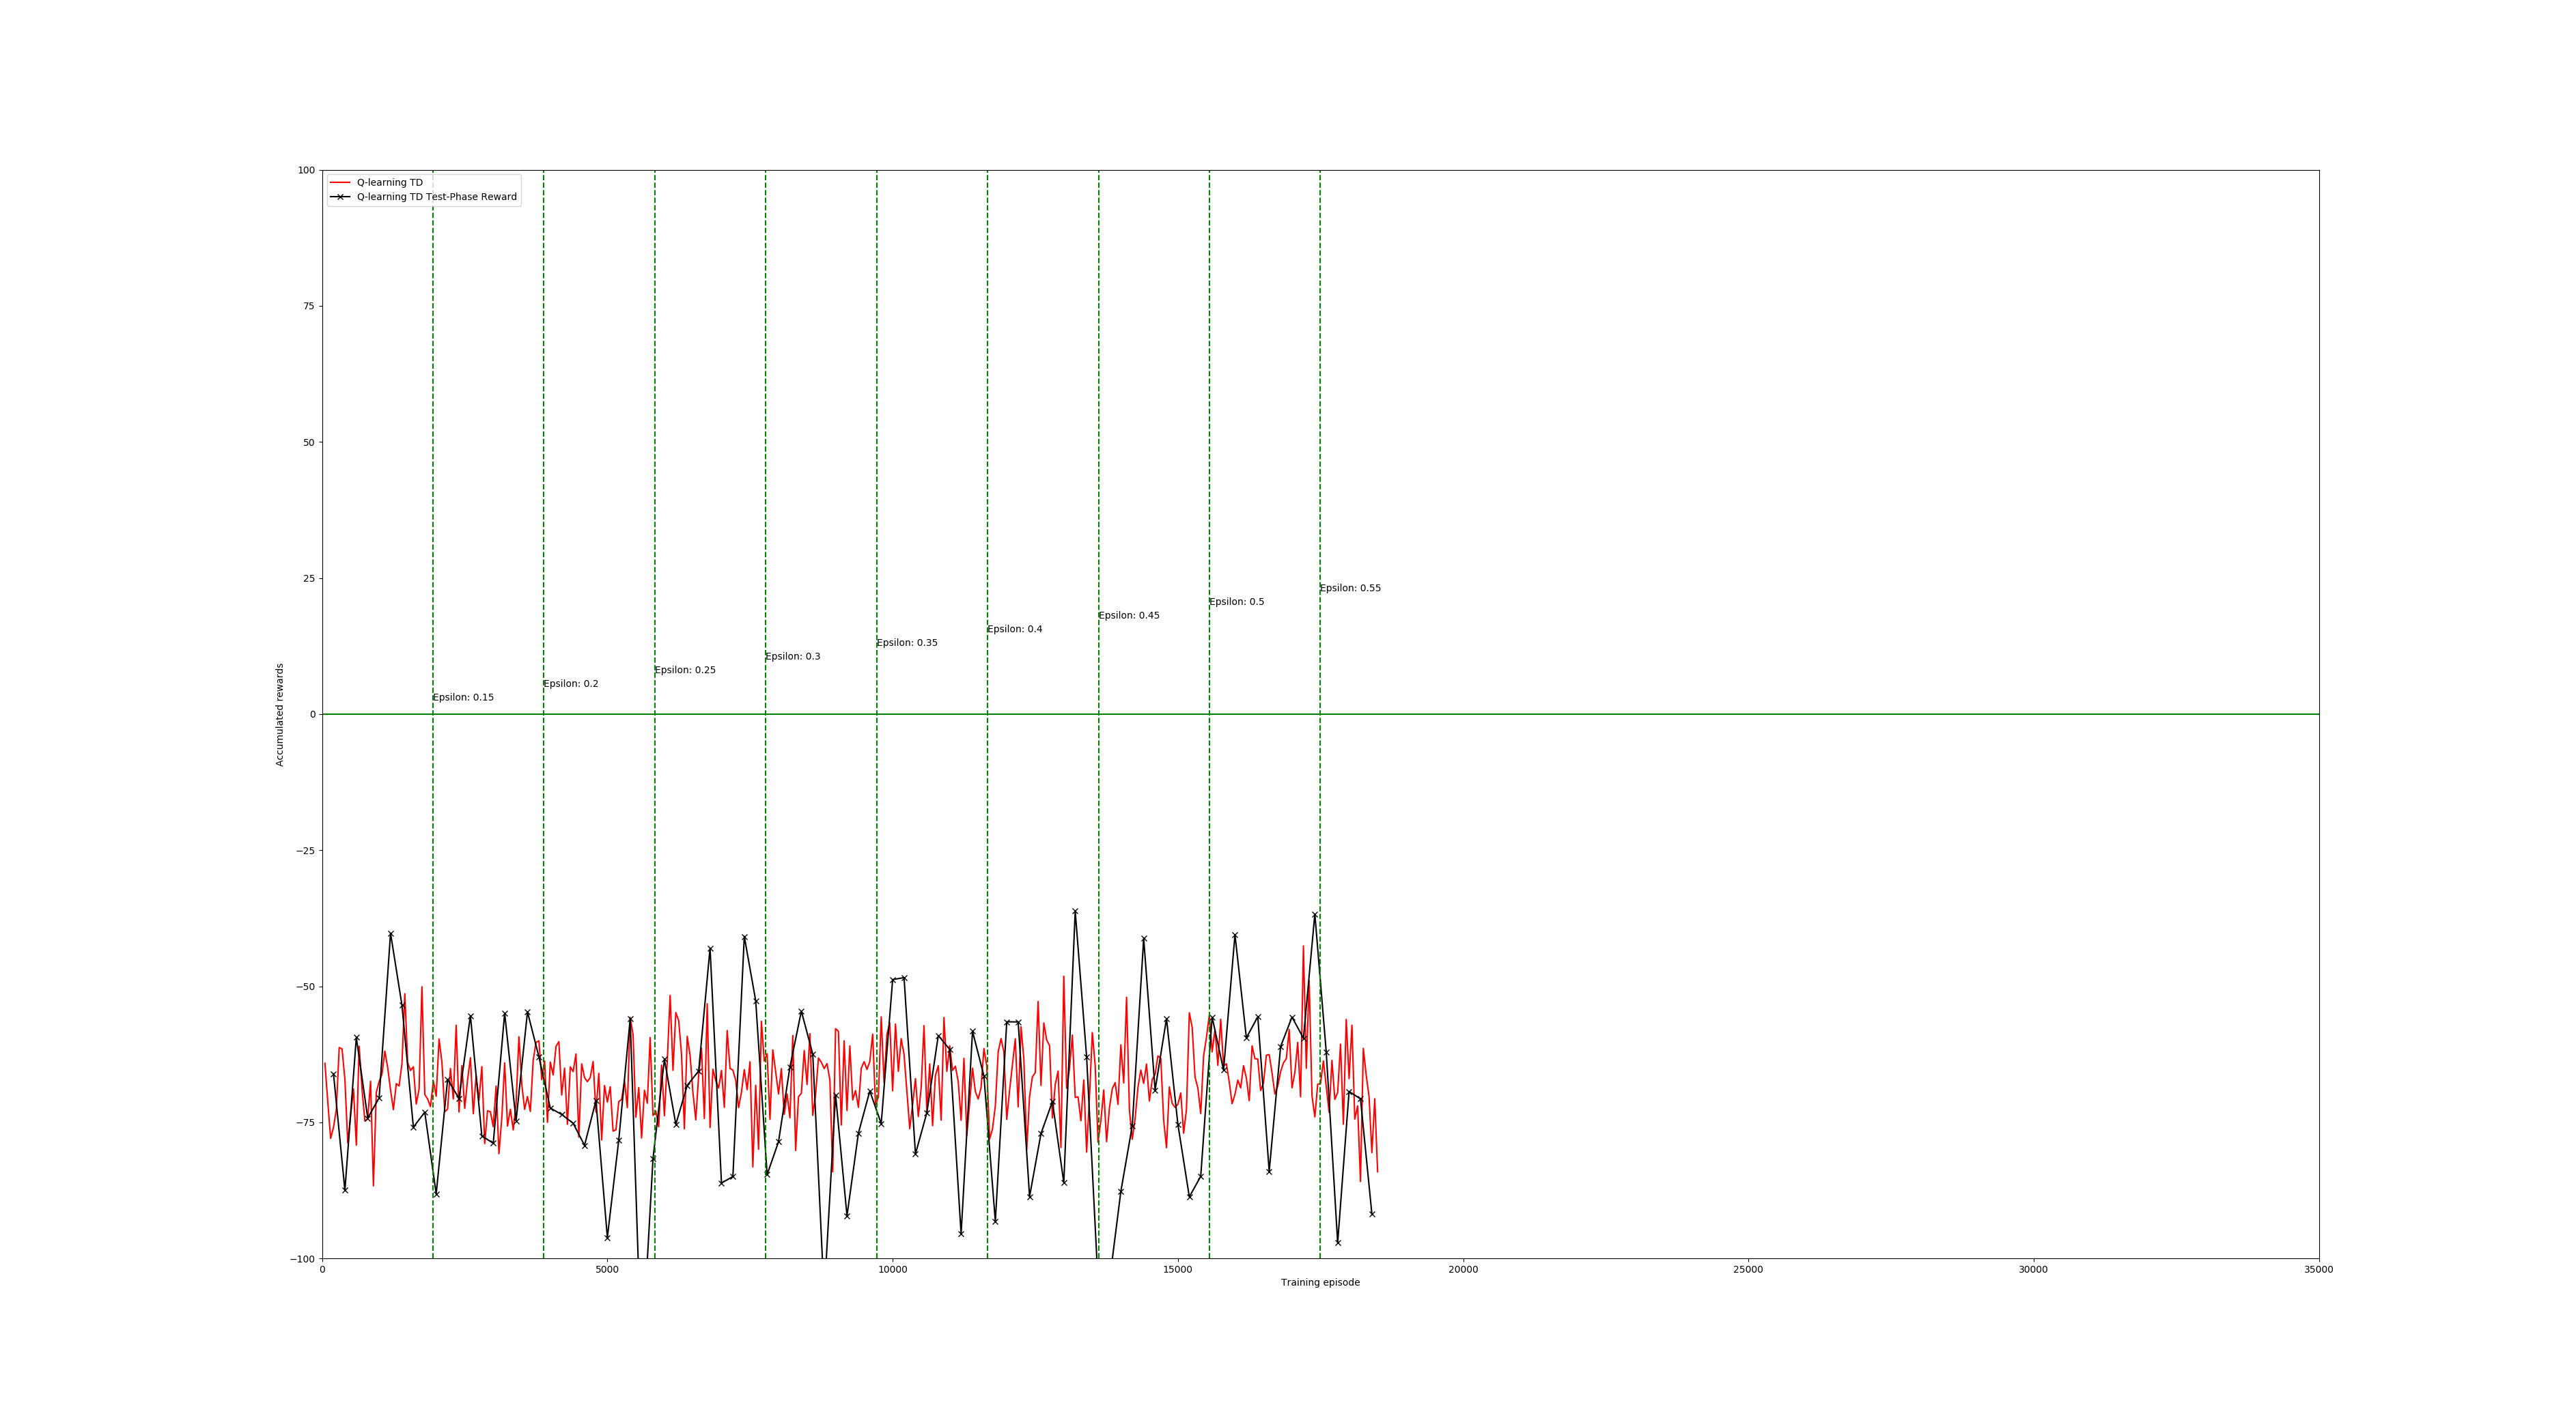 Q-learning TD
Q-learning TD Test-Phase Reward
100
75
50
25
0
−25
−50
−75
−100
Accumulated rewards
Epsilon: 0.15
Epsilon: 0.2
Epsilon: 0.25
Epsilon: 0.3
Epsilon: 0.35
Epsilon: 0.4
Epsilon: 0.45
Epsilon: 0.5
Epsilon: 0.55
0
5000
10000
15000
20000
25000
30000
35000
Training episode